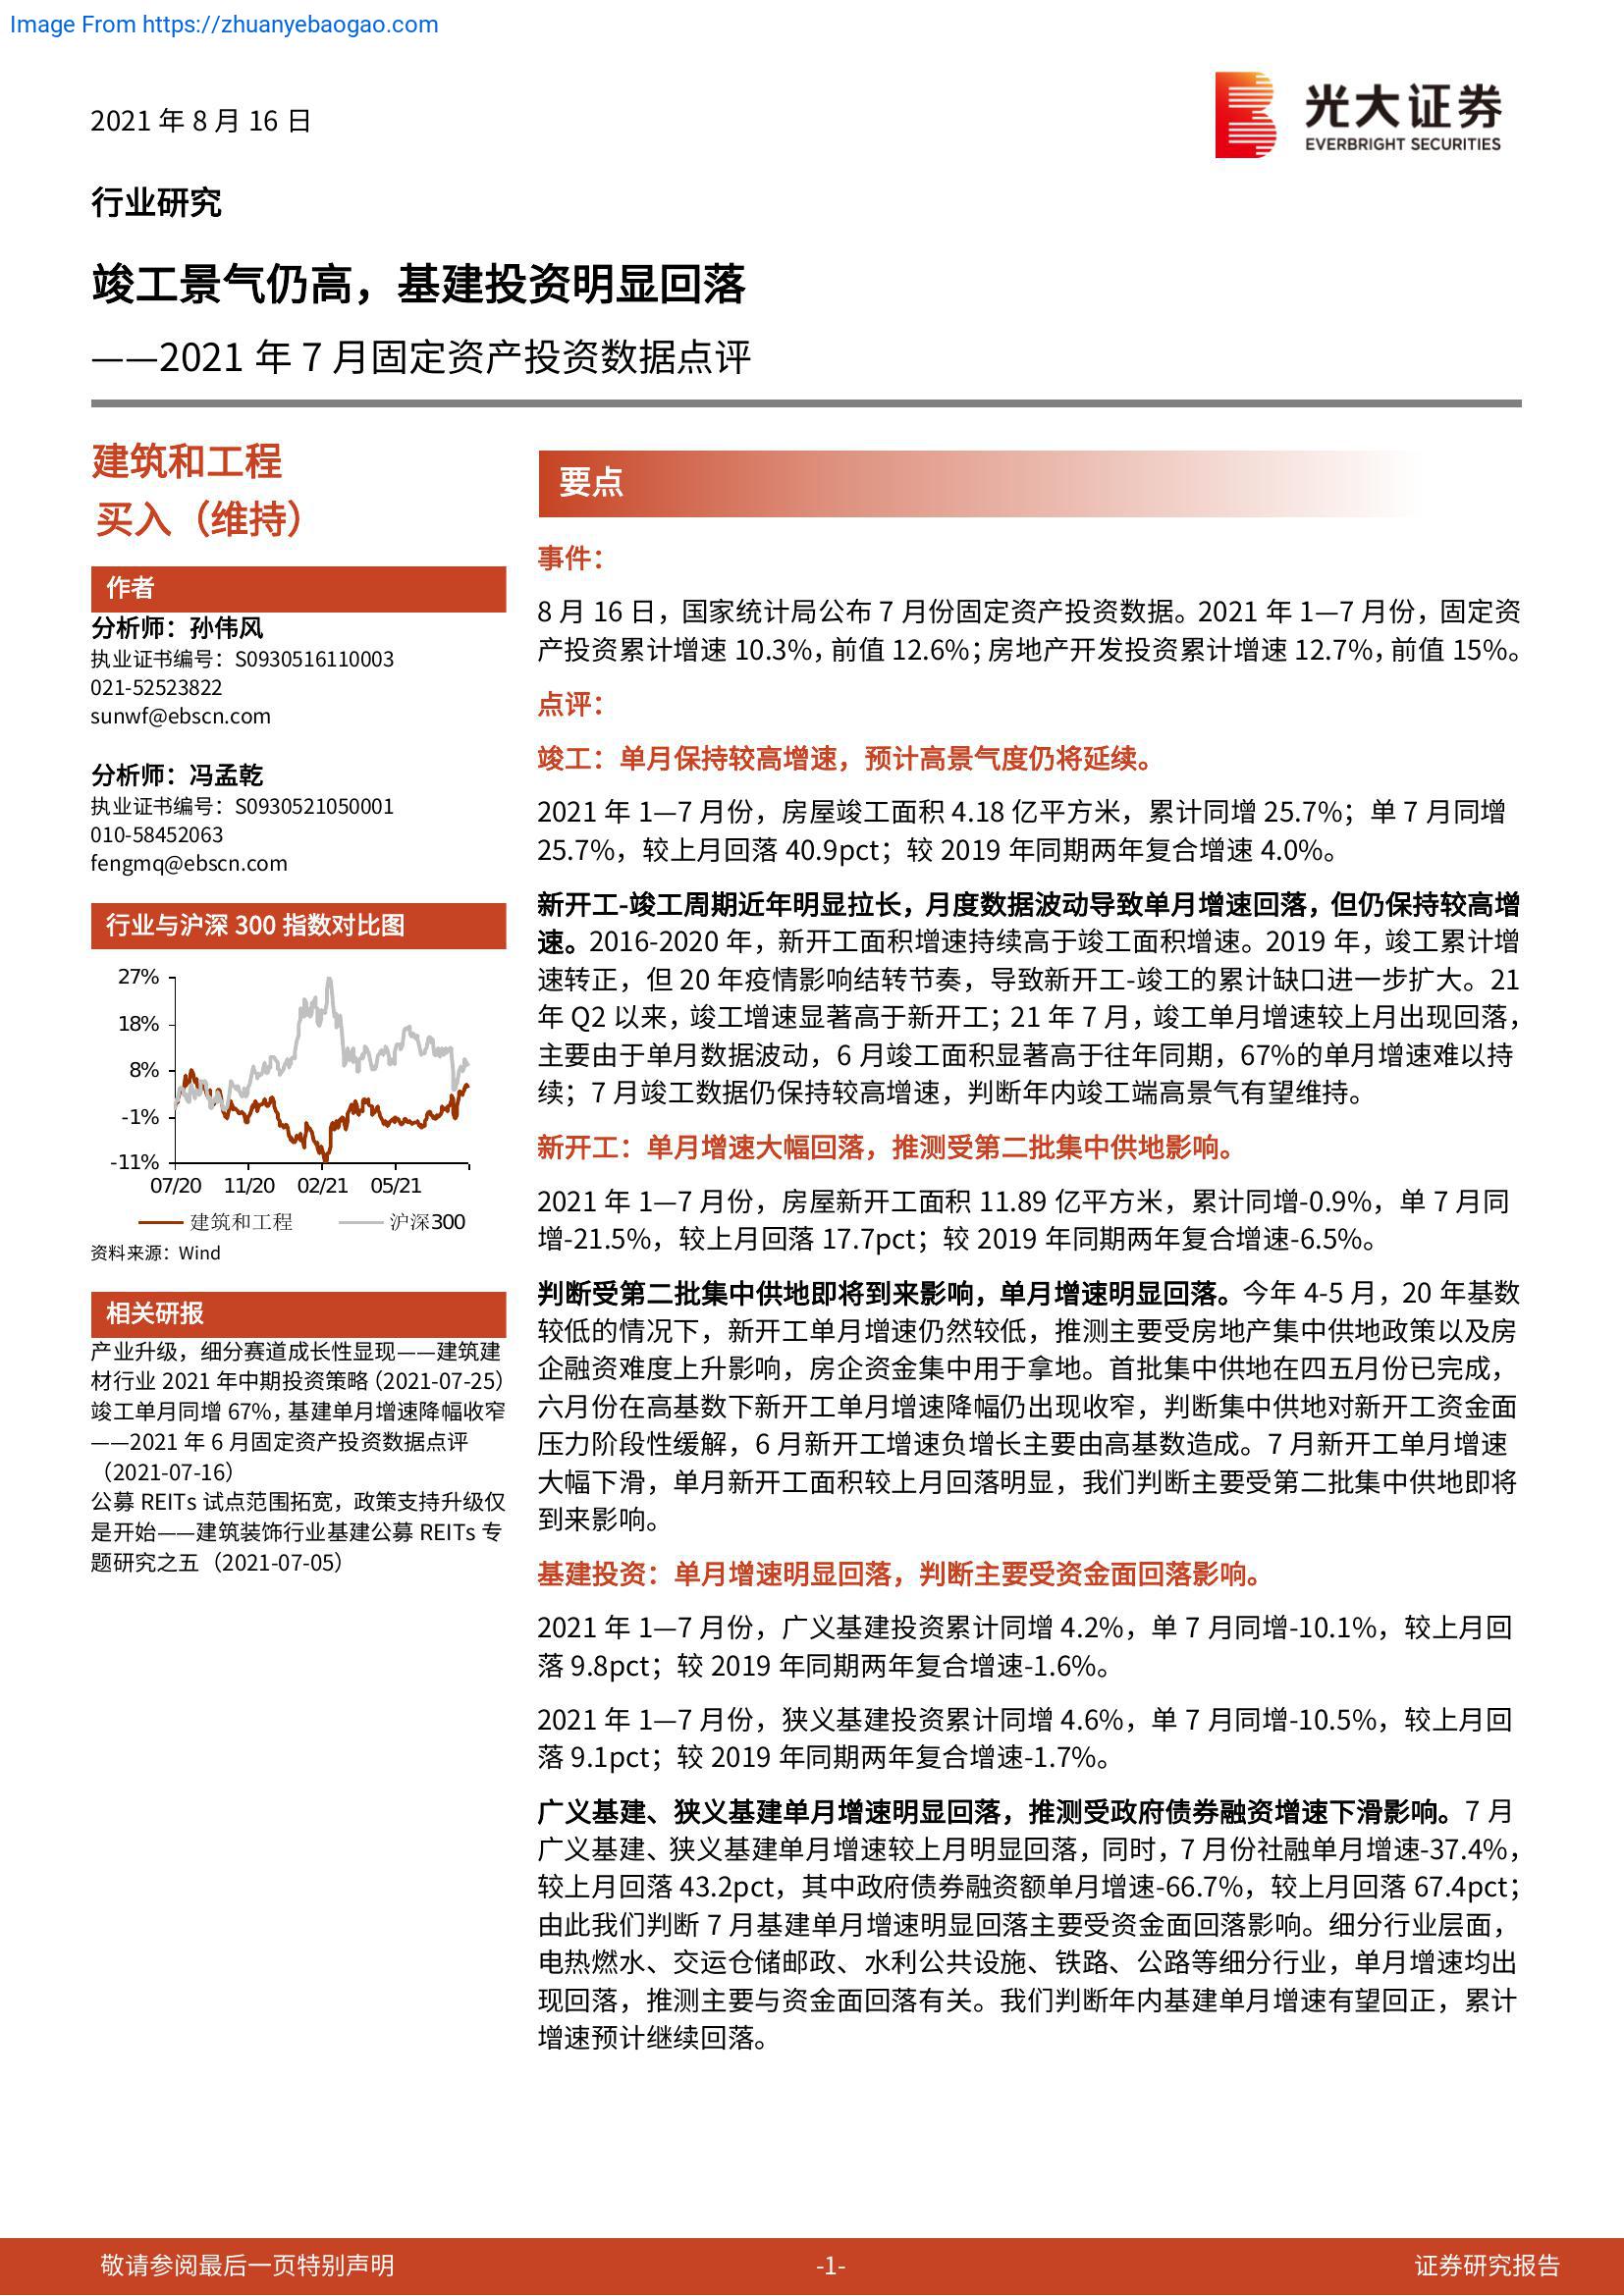 Image From https://zhuanyebaogao.com
2021 年 8 月 16 日
光大证券
EVERBRIGHT SECURITIES
行业研究
竣工景气仍高，基建投资明显回落
——2021 年 7 月固定资产投资数据点评
建筑和工程
买入（维持）
作者
分析师：孙伟风
执业证书编号：S0930516110003
021-52523822
sunwf@ebscn.com
分析师：冯孟乾
执业证书编号：S0930521050001
010-58452063
fengmq@ebscn.com
行业与沪深 300 指数对比图
27%
18%
8%
-1%
-11%
07/20 11/20 02/21 05/21
建筑和工程 沪深300
资料来源：Wind
相关研报
产业升级，细分赛道成长性显现——建筑建
材行业 2021 年中期投资策略（2021-07-25）
竣工单月同增 67%，基建单月增速降幅收窄
——2021 年 6 月固定资产投资数据点评
（2021-07-16）
公募 REITs 试点范围拓宽，政策支持升级仅
是开始——建筑装饰行业基建公募 REITs 专
题研究之五（2021-07-05）
要点
事件：
8 月 16 日，国家统计局公布 7 月份固定资产投资数据。2021 年 1—7 月份，固定资
产投资累计增速 10.3%，前值 12.6%；房地产开发投资累计增速 12.7%，前值 15%。
点评：
竣工：单月保持较高增速，预计高景气度仍将延续。
2021 年 1—7 月份，房屋竣工面积 4.18 亿平方米，累计同增 25.7%；单 7 月同增
25.7%，较上月回落 40.9pct；较 2019 年同期两年复合增速 4.0%。
新开工-竣工周期近年明显拉长，月度数据波动导致单月增速回落，但仍保持较高增
速。2016-2020 年，新开工面积增速持续高于竣工面积增速。2019 年，竣工累计增
速转正，但 20 年疫情影响结转节奏，导致新开工-竣工的累计缺口进一步扩大。21
年 Q2 以来，竣工增速显著高于新开工；21 年 7 月，竣工单月增速较上月出现回落，
主要由于单月数据波动，6 月竣工面积显著高于往年同期，67%的单月增速难以持
续；7 月竣工数据仍保持较高增速，判断年内竣工端高景气有望维持。
新开工：单月增速大幅回落，推测受第二批集中供地影响。
2021 年 1—7 月份，房屋新开工面积 11.89 亿平方米，累计同增-0.9%，单 7 月同
增-21.5%，较上月回落 17.7pct；较 2019 年同期两年复合增速-6.5%。
判断受第二批集中供地即将到来影响，单月增速明显回落。今年 4-5 月，20 年基数
较低的情况下，新开工单月增速仍然较低，推测主要受房地产集中供地政策以及房
企融资难度上升影响，房企资金集中用于拿地。首批集中供地在四五月份已完成，
六月份在高基数下新开工单月增速降幅仍出现收窄，判断集中供地对新开工资金面
压力阶段性缓解，6 月新开工增速负增长主要由高基数造成。7 月新开工单月增速
大幅下滑，单月新开工面积较上月回落明显，我们判断主要受第二批集中供地即将
到来影响。
基建投资：单月增速明显回落，判断主要受资金面回落影响。
2021 年 1—7 月份，广义基建投资累计同增 4.2%，单 7 月同增-10.1%，较上月回
落 9.8pct；较 2019 年同期两年复合增速-1.6%。
2021 年 1—7 月份，狭义基建投资累计同增 4.6%，单 7 月同增-10.5%，较上月回
落 9.1pct；较 2019 年同期两年复合增速-1.7%。
广义基建、狭义基建单月增速明显回落，推测受政府债券融资增速下滑影响。7 月
广义基建、狭义基建单月增速较上月明显回落，同时，7 月份社融单月增速-37.4%，
较上月回落 43.2pct，其中政府债券融资额单月增速-66.7%，较上月回落 67.4pct；
由此我们判断 7 月基建单月增速明显回落主要受资金面回落影响。细分行业层面，
电热燃水、交运仓储邮政、水利公共设施、铁路、公路等细分行业，单月增速均出
现回落，推测主要与资金面回落有关。我们判断年内基建单月增速有望回正，累计
增速预计继续回落。
敬请参阅最后一页特别声明 -1- 证券研究报告